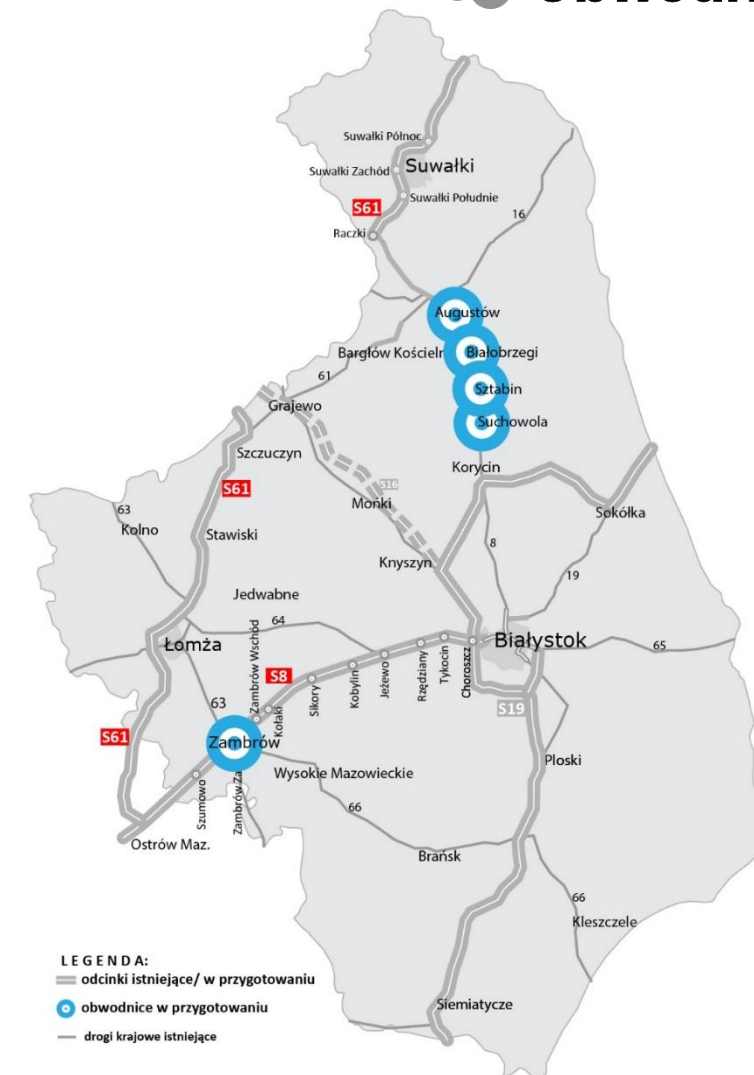 Suwałki Północ
Suwałki Zachód
Suwałki
Suwałki Południe
S61
Raczki
16
Augustów
Bargłów Kościeln
Białobrzegi
61
Sztabin
Grajewo
Suchowola
Szczuczyn
Korycin
S61
S16
63
Mońki
Kolno
Stawiski
Sokółka
8
Knyszyn
19
Jedwabne
64
Łomża
Białystok
65
Zambrów Wschód
S8
Kołaki
Sikory
Kobylin
Jeżewo
Rzędziany
Tykocin
Choroszcz
63
S19
S61
Zambrów
Ploski
Wysokie Mazowieckie
Szumowo
Zambrów Za
66
Ostrów Maz.
Brańsk
66
Kleszczele
LEGENDA:
odcinki istniejące/ w przygotowaniu
obwodnice w przygotowaniu
drogi krajowe istniejące
Siemiatycze